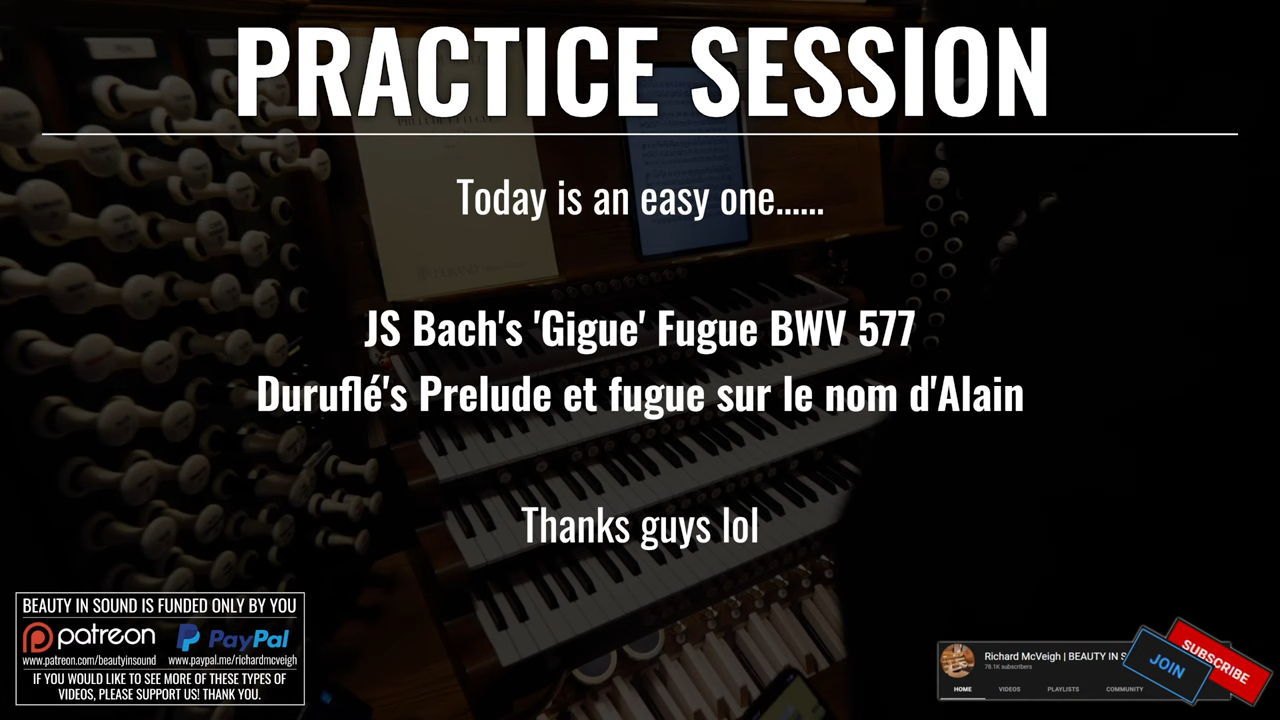 PRACTICE SESSION
Today is an easy one......
JS Bach's 'Gigue' Fugue BWV 577
Duruflé's Prelude et fugue sur le nom d'Alain
Thanks guys lol
BEAUTY IN SOUND IS FUNDED ONLY BY YOU
patreon PayPal
www.patreon.com/beautyinsound www.paypal.me/richardmcveigh
IF YOU WOULD LIKE TO SEE MORE OF THESE TYPES OF
VIDEOS, PLEASE SUPPORT US! THANK YOU.
Richard McVeigh | BEAUTY IN S
78.1K subscribers
HOME VIDEOS PLAYLISTS COMMUNITY
JOIN
SUBSCRIBE